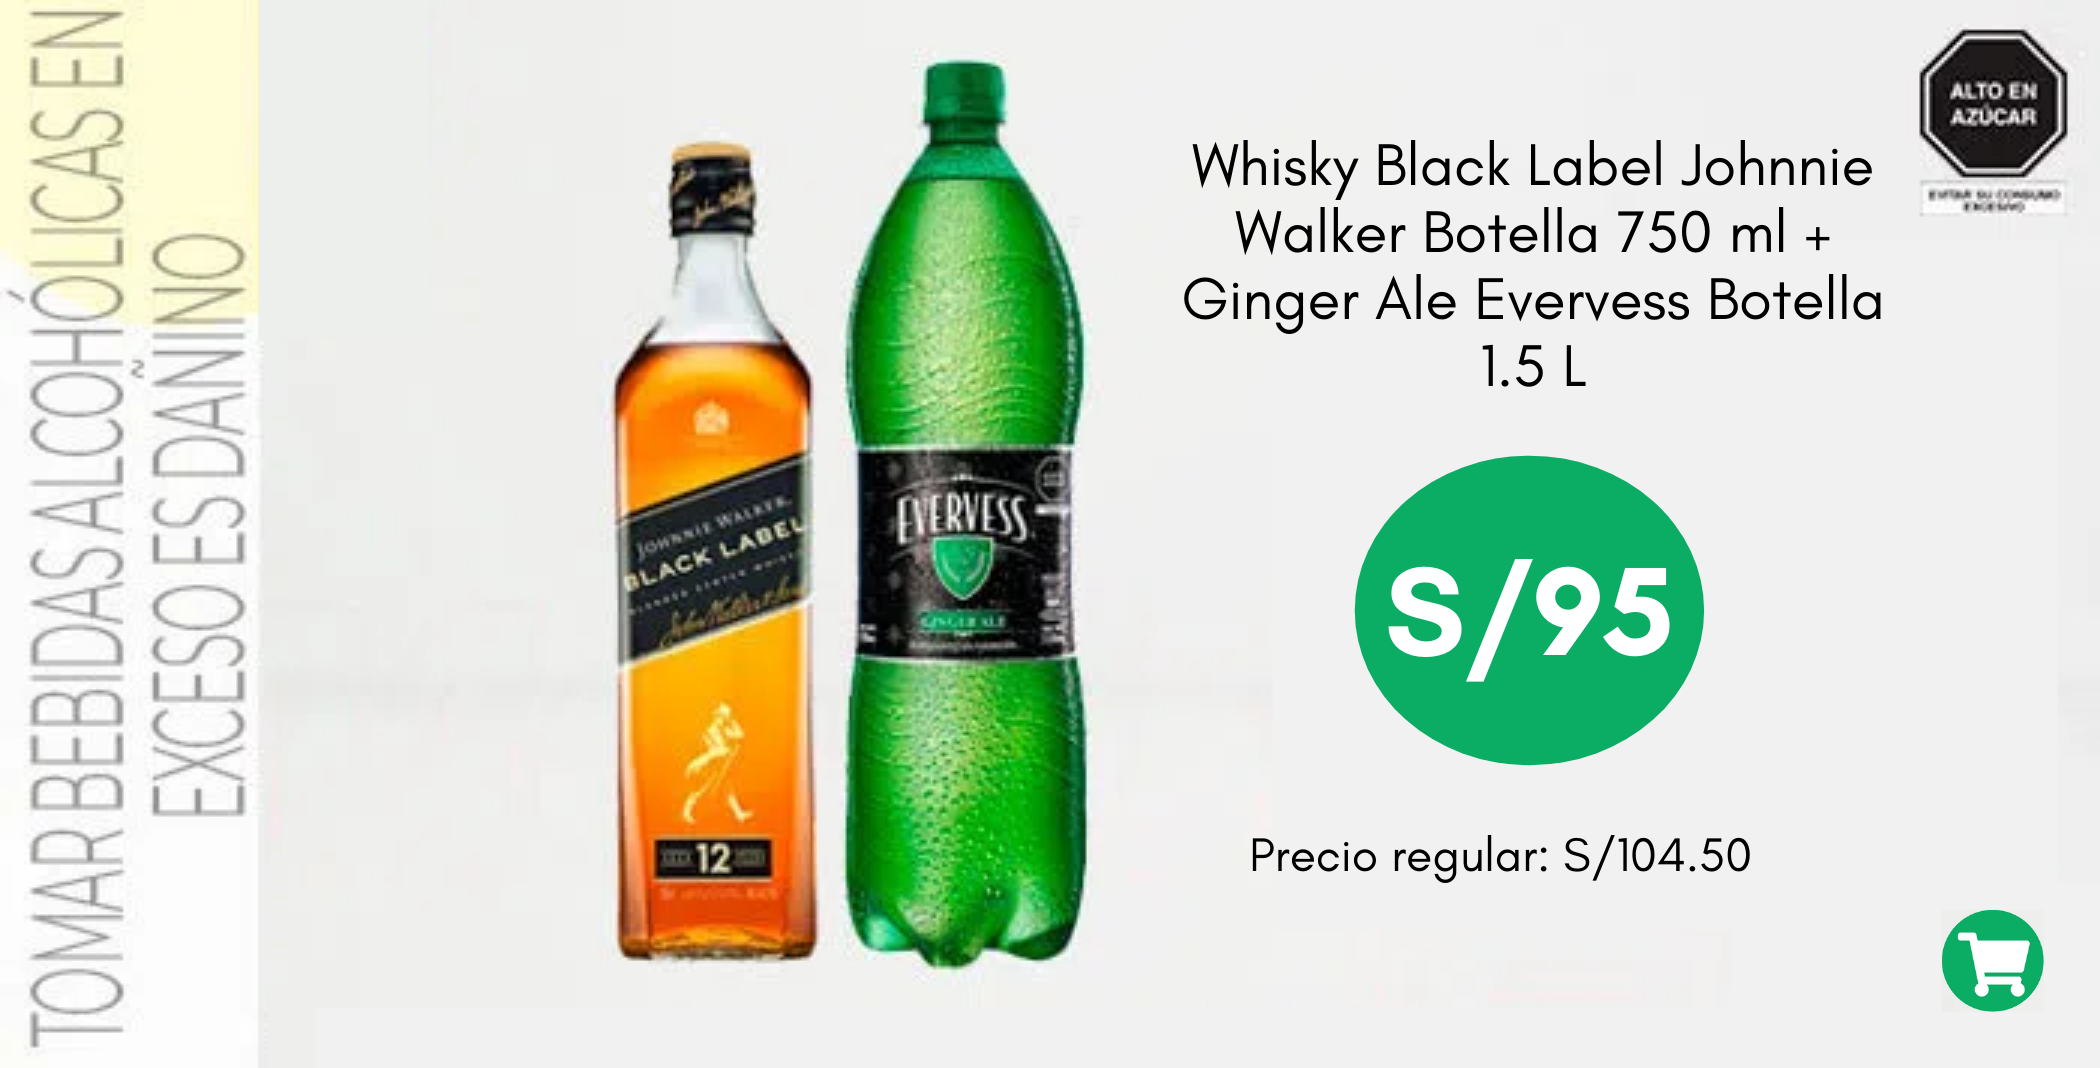 TOMAR BEBIDAS ALCOHÓLICAS EN
EXCESO ES DAÑINO
JOHNNIE WALKER
BLACK LABEL
12
EVERVESS
GINGER ALE
Whisky Black Label Johnnie
Walker Botella 750 ml +
Ginger Ale Evervess Botella
1.5 L
S/95
Precio regular: S/104.50
ALTO EN
AZÚCAR
EVITAR SU CONSUMO
EXCESIVO